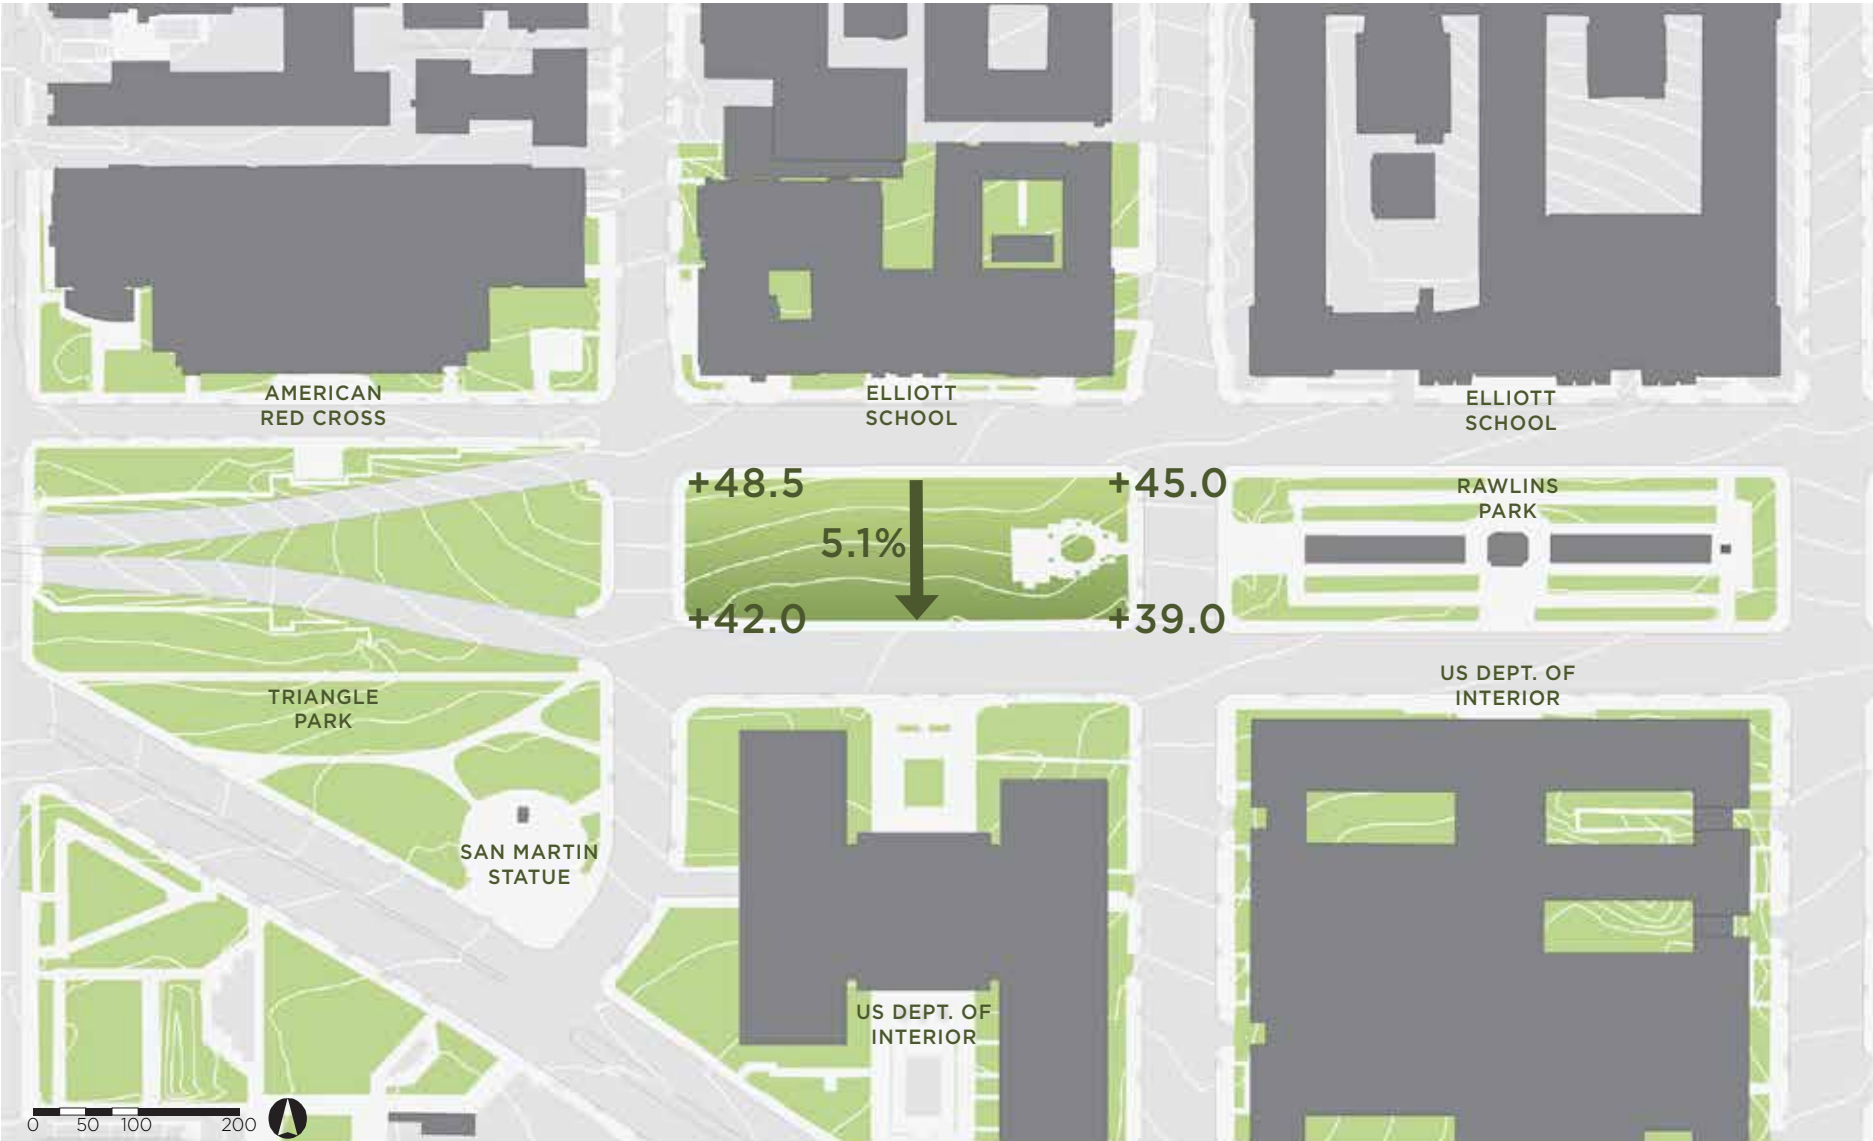 AMERICAN
RED CROSS
ELLIOTT
SCHOOL
ELLIOTT
SCHOOL
+48.5
+45.0
5.1%
+42.0
+39.0
RAWLINS
PARK
TRIANGLE
PARK
US DEPT. OF
INTERIOR
SAN MARTIN
STATUE
US DEPT. OF
INTERIOR
0 50 100 200